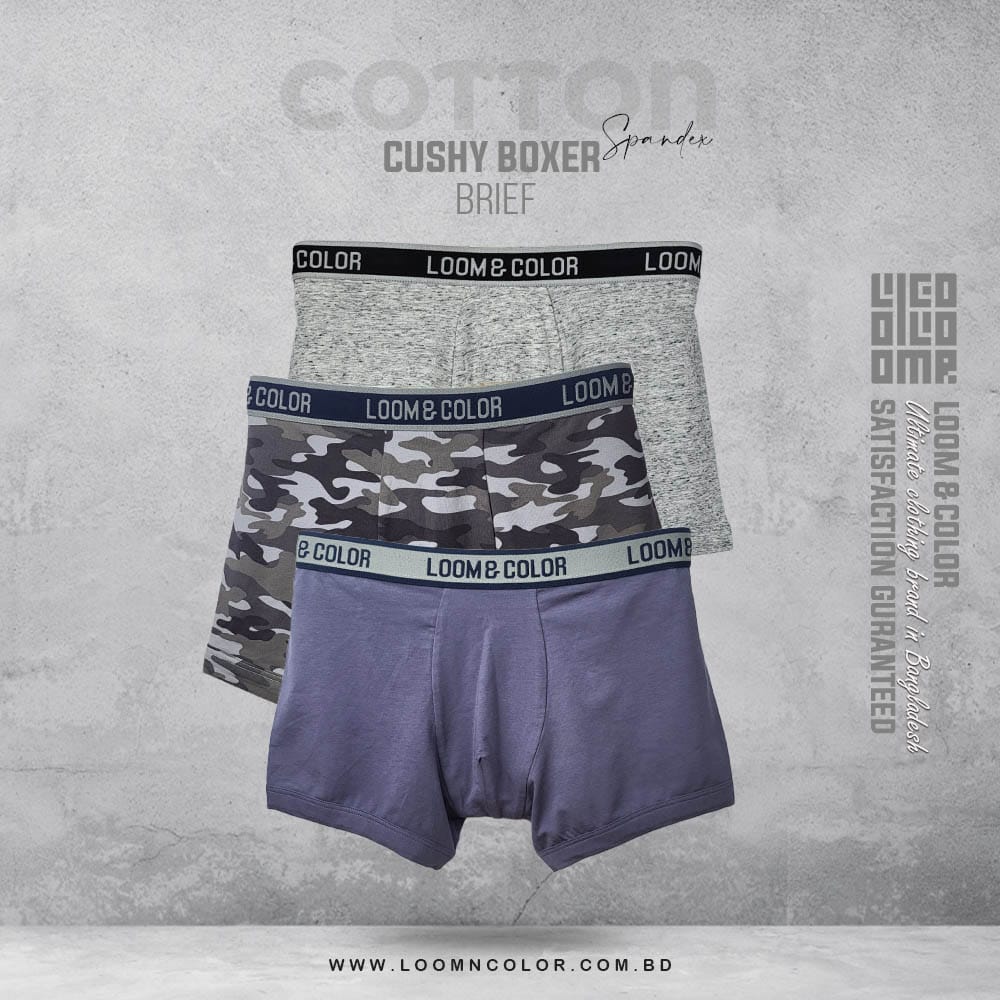 COTTON
Spandex
CUSHY BOXER
BRIEF
COLOR LOOM & COLOR LOOM
& COLOR LOOM & COLOR LOOM &
& COLOR LOOM & COLOR LOOM &
LOOM & COLOR
Ultimate clothing brand in Bangladesh
SATISFACTION GURANTEED
WWW.LOOMNCOLOR.COM.BD